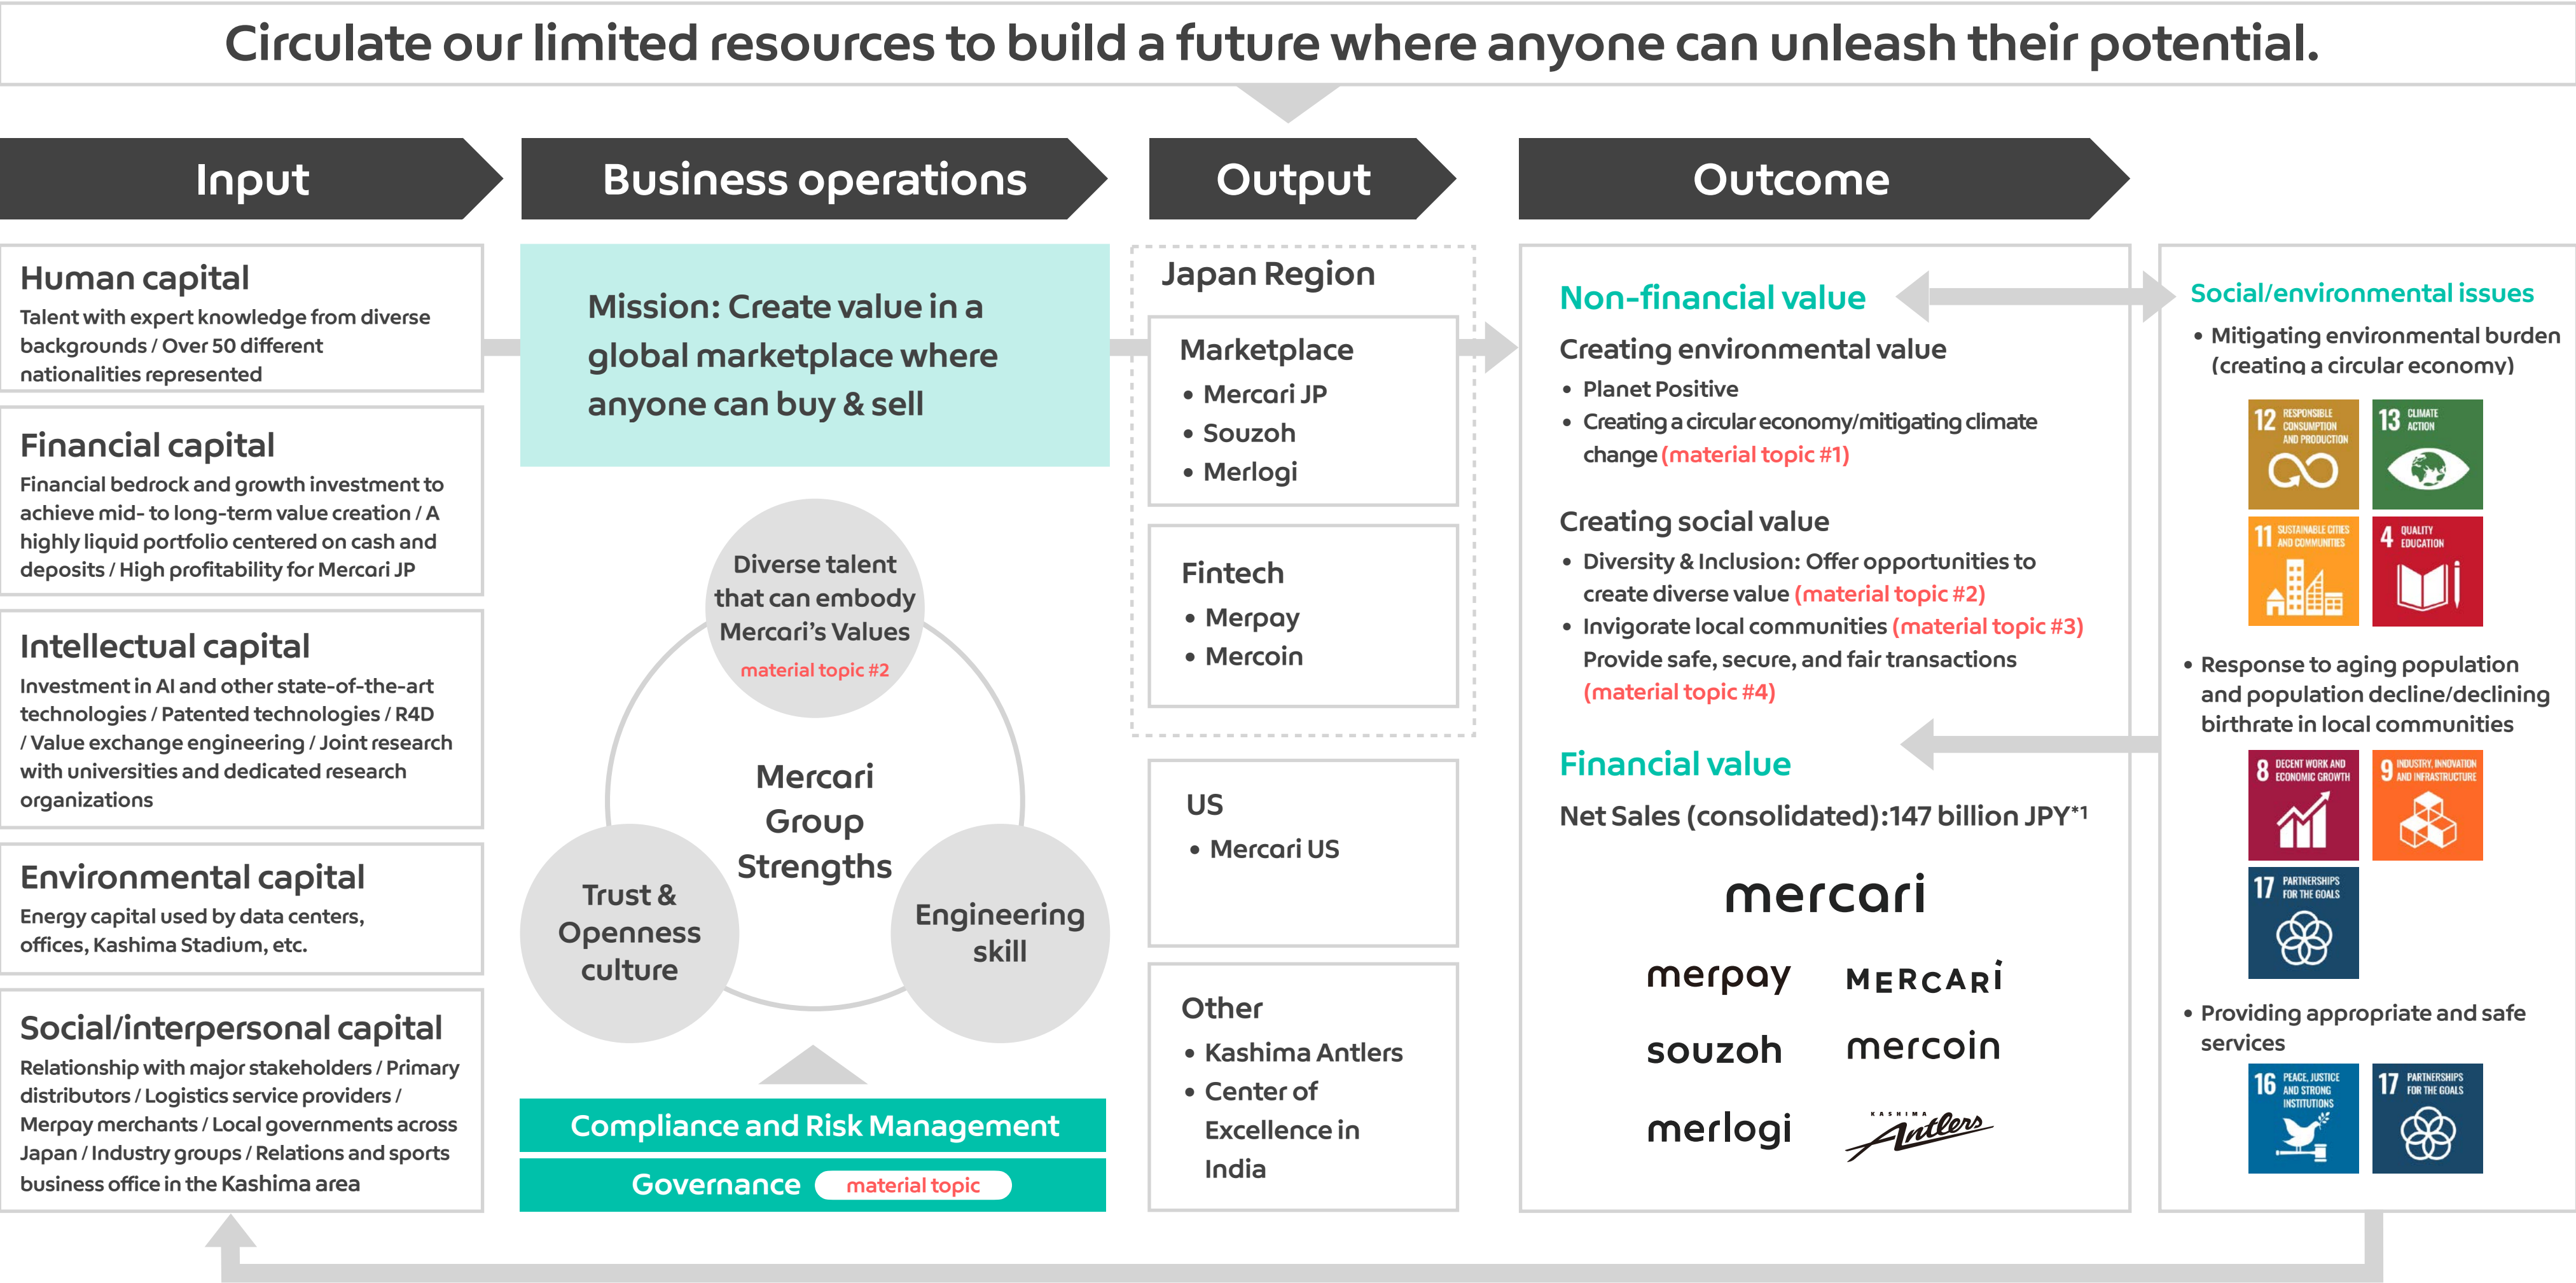 Circulate our limited resources to build a future where anyone can unleash their potential.
Input
Business operations
Output
Outcome
Human capital
Talent with expert knowledge from diverse
backgrounds / Over 50 different
nationalities represented
Financial capital
Financial bedrock and growth investment to
achieve mid- to long-term value creation / A
highly liquid portfolio centered on cash and
deposits / High profitability for Mercari JP
Intellectual capital
Investment in AI and other state-of-the-art
technologies / Patented technologies / R4D
/ Value exchange engineering / Joint research
with universities and dedicated research
organizations
Environmental capital
Energy capital used by data centers,
offices, Kashima Stadium, etc.
Social/interpersonal capital
Relationship with major stakeholders / Primary
distributors / Logistics service providers /
Merpay merchants / Local governments across
Japan / Industry groups / Relations and sports
business office in the Kashima area
Mission: Create value in a
global marketplace where
anyone can buy & sell
Diverse talent
that can embody
Mercari's Values
material topic #2
Mercari
Group
Strengths
Trust &
Openness
culture
Engineering
skill
Compliance and Risk Management
Governance material topic
Japan Region
Marketplace
• Mercari JP
• Souzoh
• Merlogi
Fintech
• Merpay
• Mercoin
US
• Mercari US
Other
• Kashima Antlers
• Center of
Excellence in
India
Non-financial value
Creating environmental value
• Planet Positive
• Creating a circular economy/mitigating climate
change (material topic #1)
Creating social value
• Diversity & Inclusion: Offer opportunities to
create diverse value (material topic #2)
• Invigorate local communities (material topic #3)
Provide safe, secure, and fair transactions
(material topic #4)
Financial value
Net Sales (consolidated):147 billion JPY*1
mercari
merpay
MERCARI
souzoh
mercoin
merlogi
KASHIMA
Antlers
Social/environmental issues
• Mitigating environmental burden
(creating a circular economy)
12 RESPONSIBLE
CONSUMPTION
AND PRODUCTION
13 CLIMATE
ACTION
11 SUSTAINABLE CITIES
AND COMMUNITIES
4 QUALITY
EDUCATION
• Response to aging population
and population decline/declining
birthrate in local communities
8 DECENT WORK AND
ECONOMIC GROWTH
9 INDUSTRY, INNOVATION
AND INFRASTRUCTURE
17 PARTNERSHIPS
FOR THE GOALS
• Providing appropriate and safe
services
16 PEACE, JUSTICE
AND STRONG
INSTITUTIONS
17 PARTNERSHIPS
FOR THE GOALS